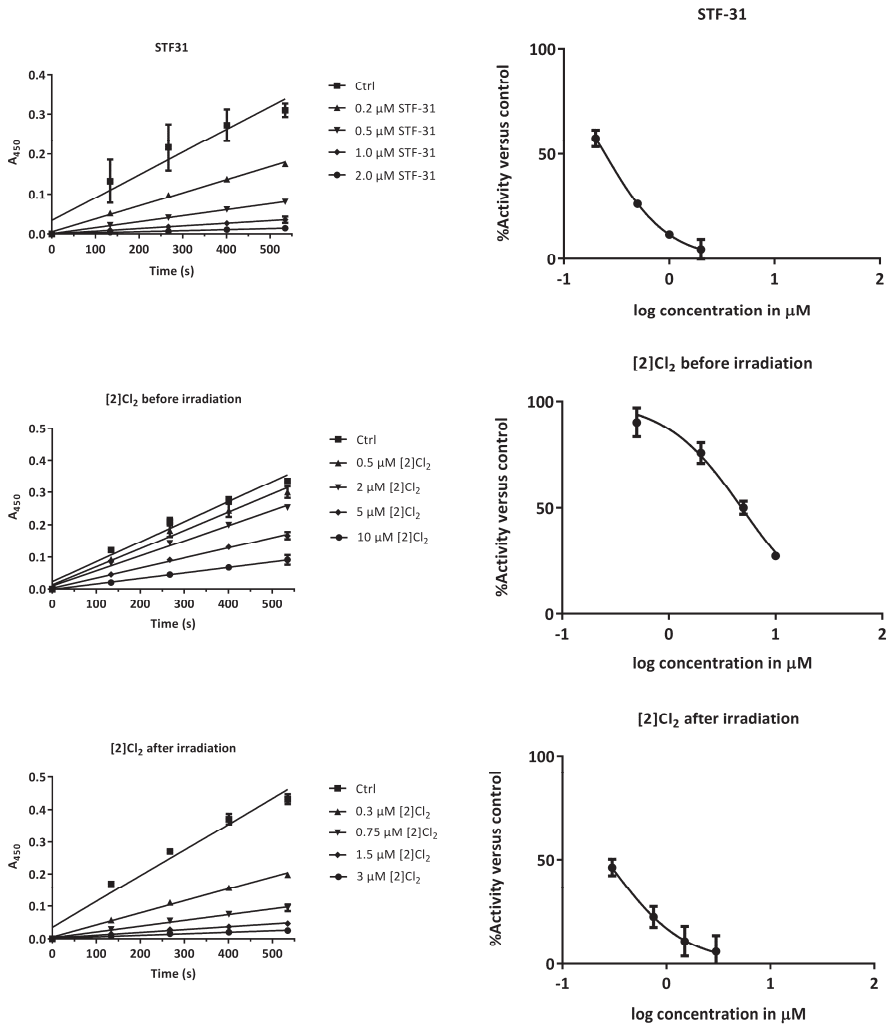 STF31
A450
0.4
0.3
0.2
0.1
0.0
0 100 200 300 400 500
Time (s)
Ctrl
0.2 µM STF-31
0.5 µM STF-31
1.0 µM STF-31
2.0 µM STF-31
STF-31
%Activity versus control
100
50
0
-1 0 1 2
log concentration in µM
[2]Cl2 before irradiation
A450
0.5
0.4
0.3
0.2
0.1
0.0
0 100 200 300 400 500
Time (s)
Ctrl
0.5 µM [2]Cl2
2 µM [2]Cl2
5 µM [2]Cl2
10 µM [2]Cl2
[2]Cl2 before irradiation
%Activity versus control
100
50
0
-1 0 1 2
log concentration in µM
[2]Cl2 after irradiation
A450
0.5
0.4
0.3
0.2
0.1
0.0
0 100 200 300 400 500
Time (s)
Ctrl
0.3 µM [2]Cl2
0.75 µM [2]Cl2
1.5 µM [2]Cl2
3 µM [2]Cl2
[2]Cl2 after irradiation
%Activity versus control
100
50
0
-1 0 1 2
log concentration in µM